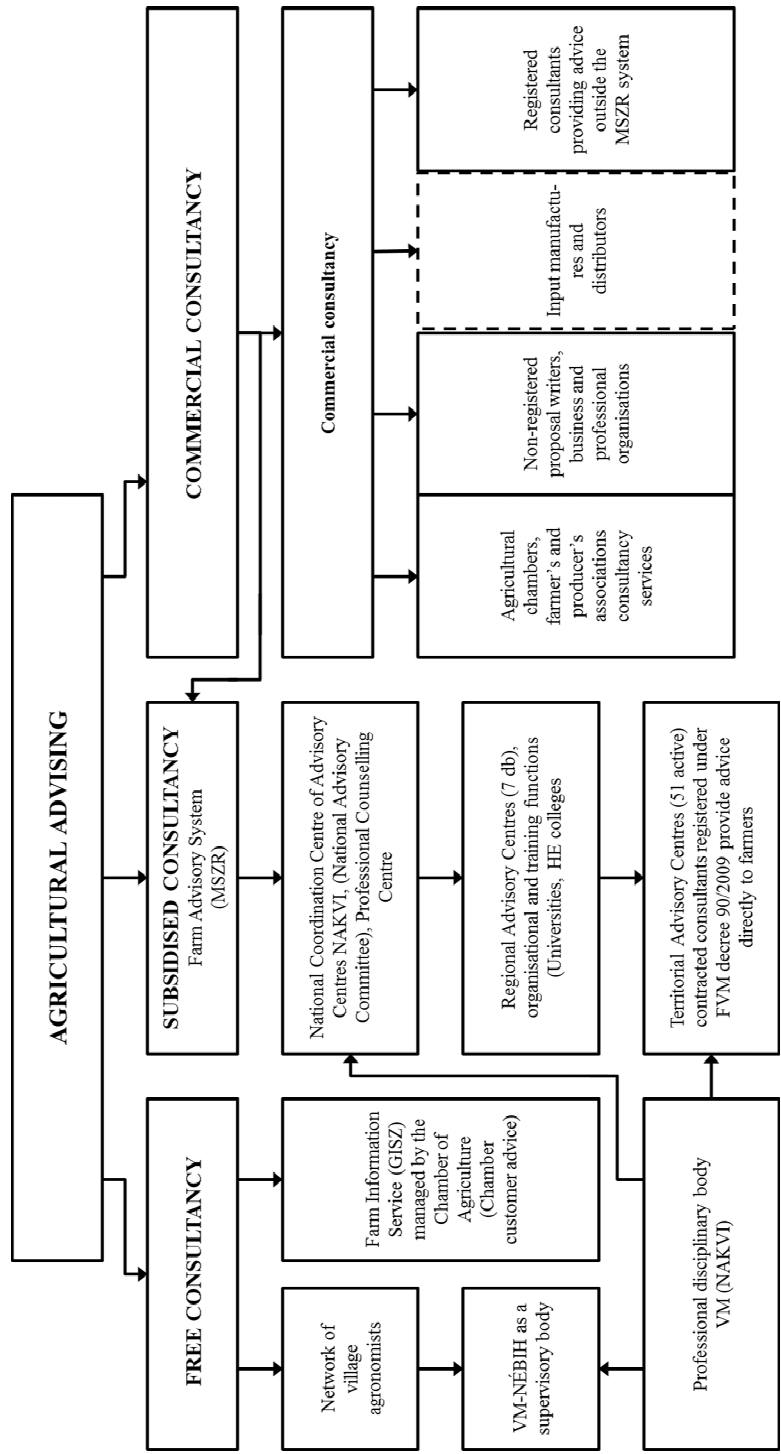 AGRICULTURAL ADVISING
FREE CONSULTANCY
SUBSIDISED CONSULTANCY
Farm Advisory System
(MSZR)
COMMERCIAL CONSULTANCY
Network of
village
agronomists
Farm Information
Service (GISZ)
managed by the
Chamber of
Agriculture
(Chamber
customer advice)
National Coordination Centre of Advisory
Centres NAKVI, (National Advisory
Committee), Professional Counselling
Centre
Commercial consultancy
VM-NÉBIH as a
supervisory body
Regional Advisory Centres (7 db),
organisational and training functions
(Universities, HE colleges
Agricultural
chambers,
farmer's and
producer's
associations
consultancy
services
Non-registered
proposal writers,
business and
professional
organisations
Input manufactu-
res and
distributors
Registered
consultants
providing advice
outside the
MSZR system
Professional disciplinary body
VM (NAKVI)
Territorial Advisory Centres (51 active)
contracted consultants registered under
FVM decree 90/2009 provide advice
directly to farmers